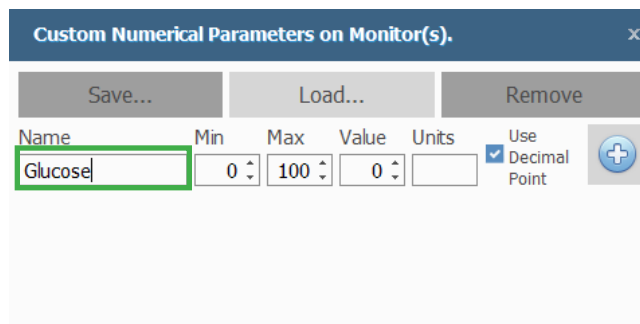 Custom Numerical Parameters on Monitor(s). x
Save... Load... Remove
Name Min Max Value Units Use Decimal Point
Glucose 0 100 0